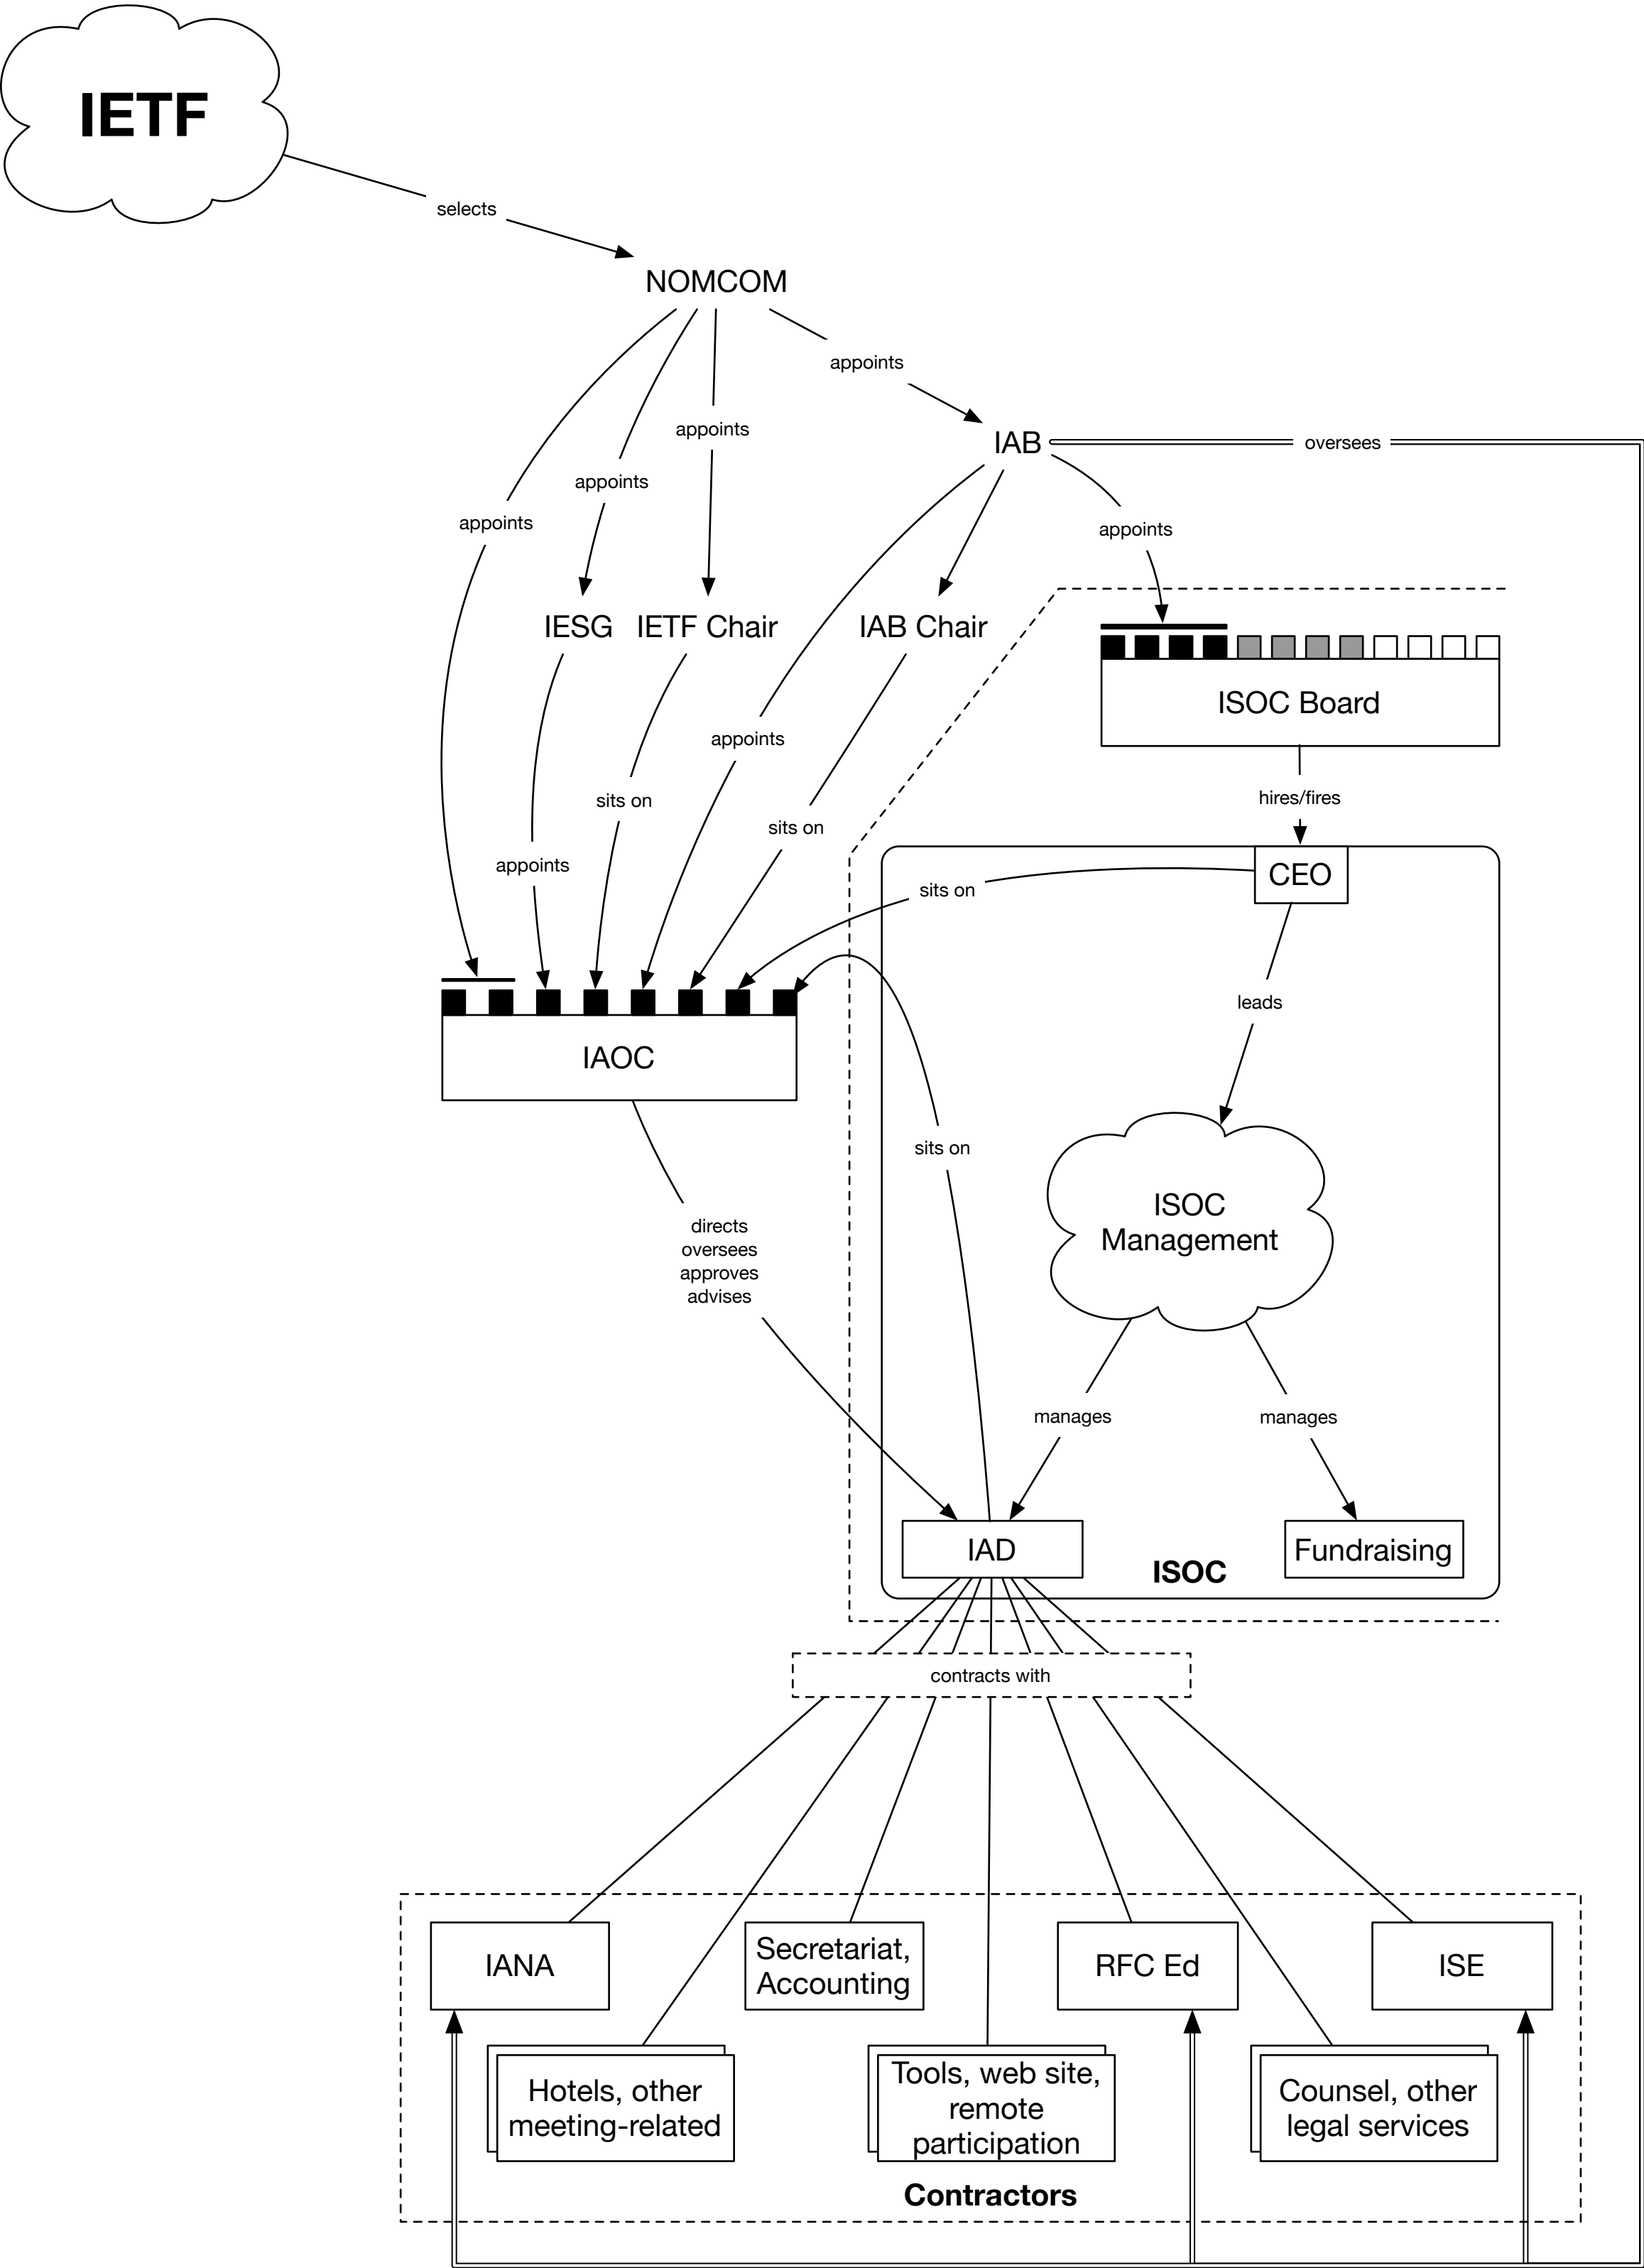 IETF
selects
NOMCOM
appoints
IAB
oversees
appoints
appoints
appoints
appoints
IESG
IETF Chair
IAB Chair
ISOC Board
appoints
hires/fires
sits on
sits on
appoints
CEO
sits on
leads
IAOC
sits on
ISOC
Management
directs
oversees
approves
advises
manages
manages
IAD
Fundraising
ISOC
contracts with
IANA
Secretariat,
Accounting
RFC Ed
ISE
Hotels, other
meeting-related
Tools, web site,
remote
participation
Counsel, other
legal services
Contractors